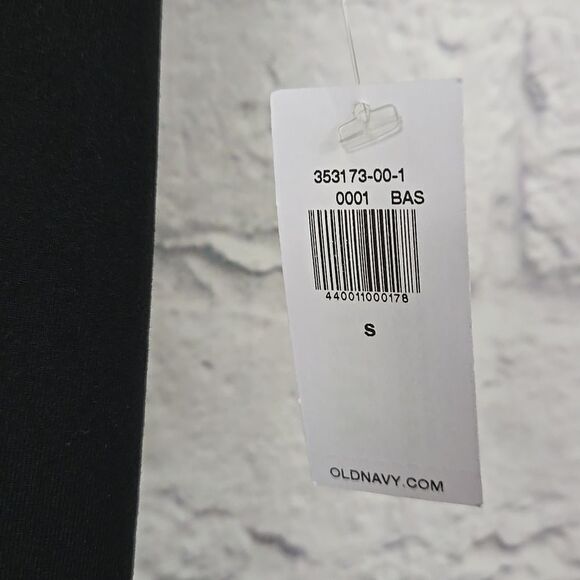 353173-00-1
0001 BAS
440011000178
S
OLDNAVY.COM